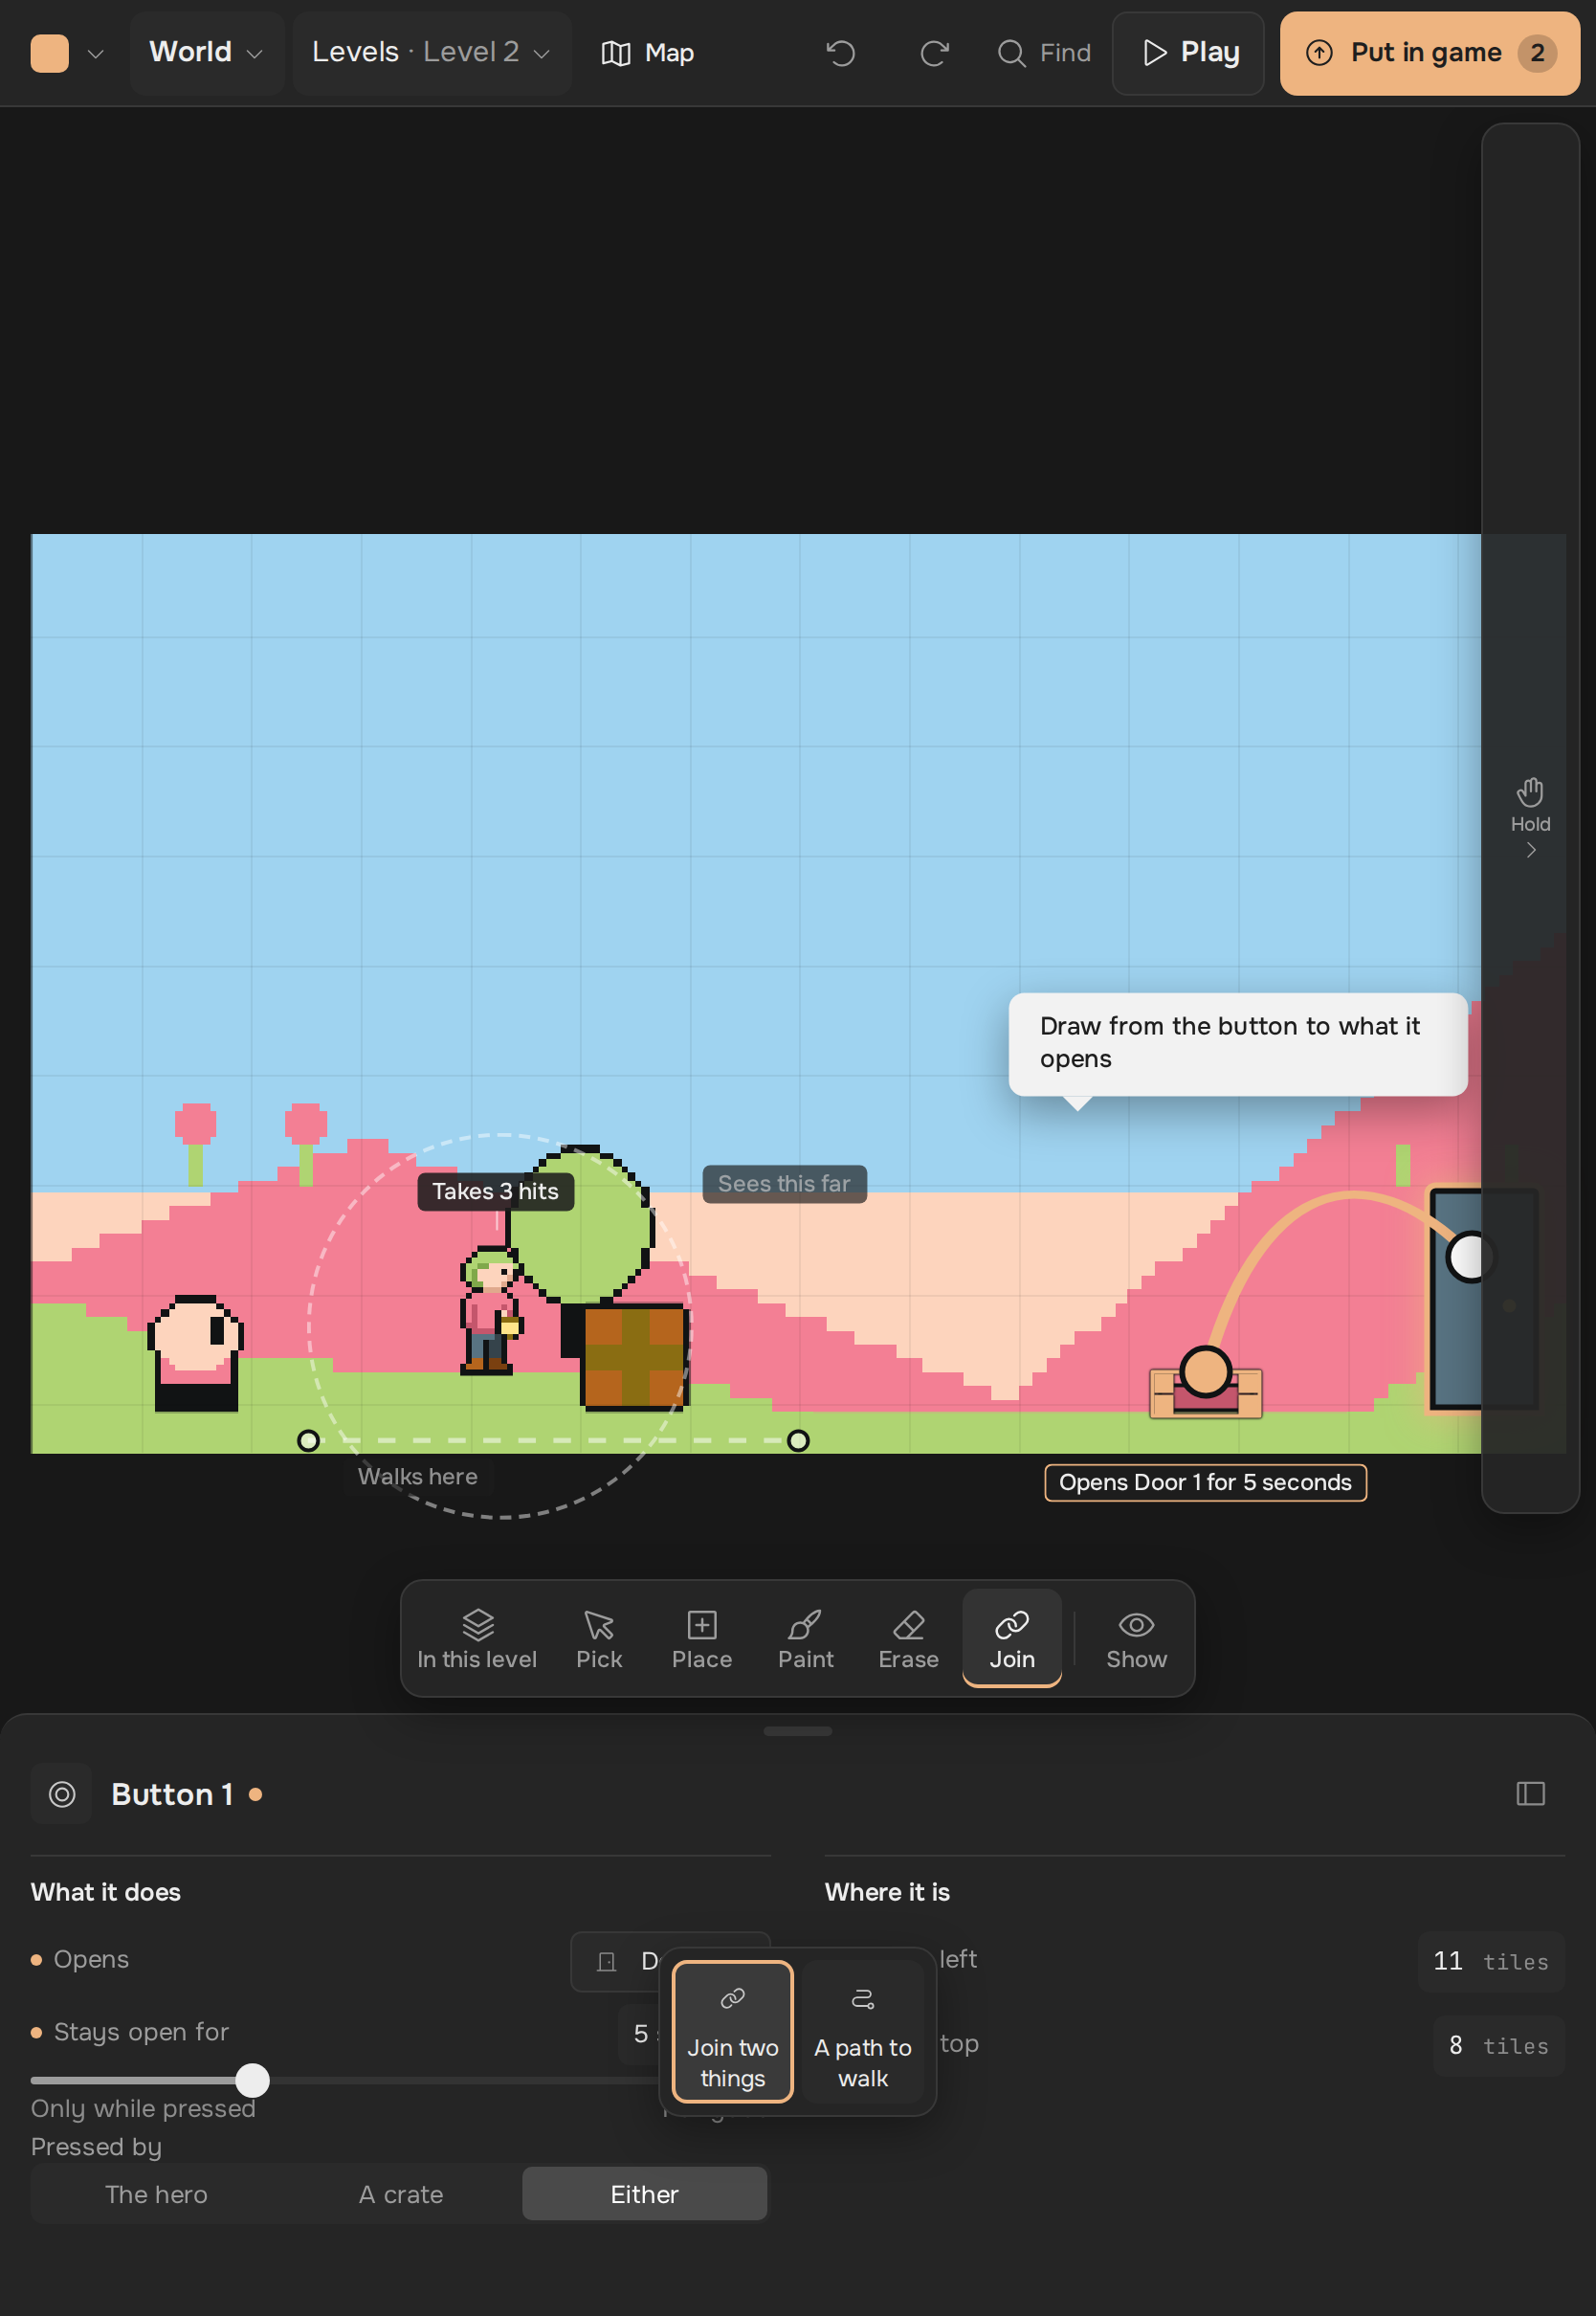 World
Levels · Level 2
Map
Find
Play
Put in game 2
Hold
Draw from the button to what it
opens
Takes 3 hits
Sees this far
Walks here
Opens Door 1 for 5 seconds
In this level
Pick
Place
Paint
Erase
Join
Show
Button 1
What it does
Where it is
Opens
left
11 tiles
Stays open for
5
top
8 tiles
Join two
things
A path to
walk
Only while pressed
Pressed by
The hero
A crate
Either